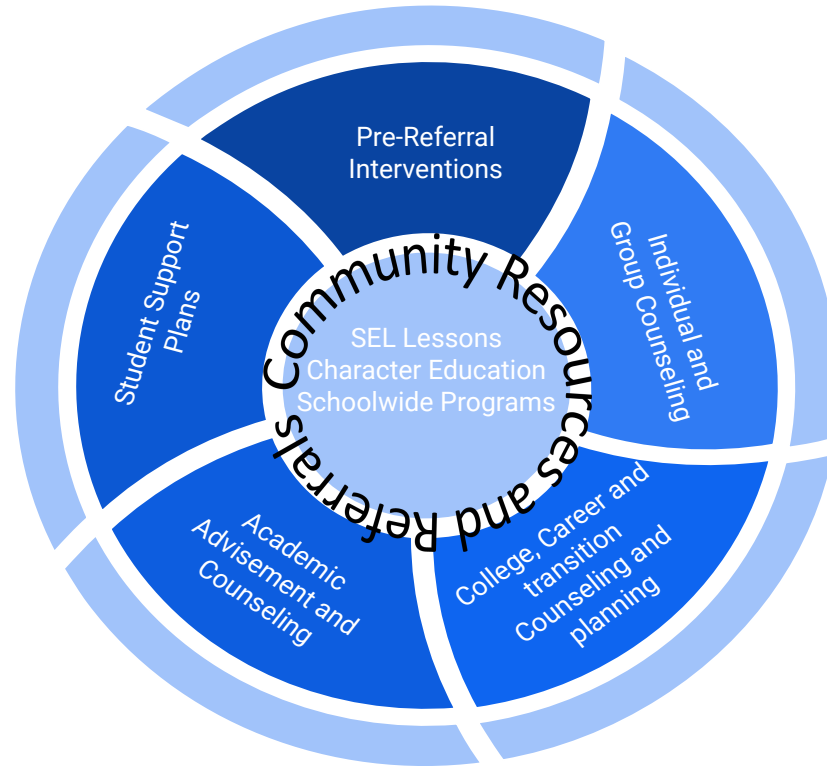 Pre-Referral
Interventions
Individual and
Group Counseling
College, Career and
transition
Counseling and
planning
Academic
Advisement and
Counseling
Student Support
Plans
Community Resources and Referrals
SEL Lessons
Character Education
Schoolwide Programs